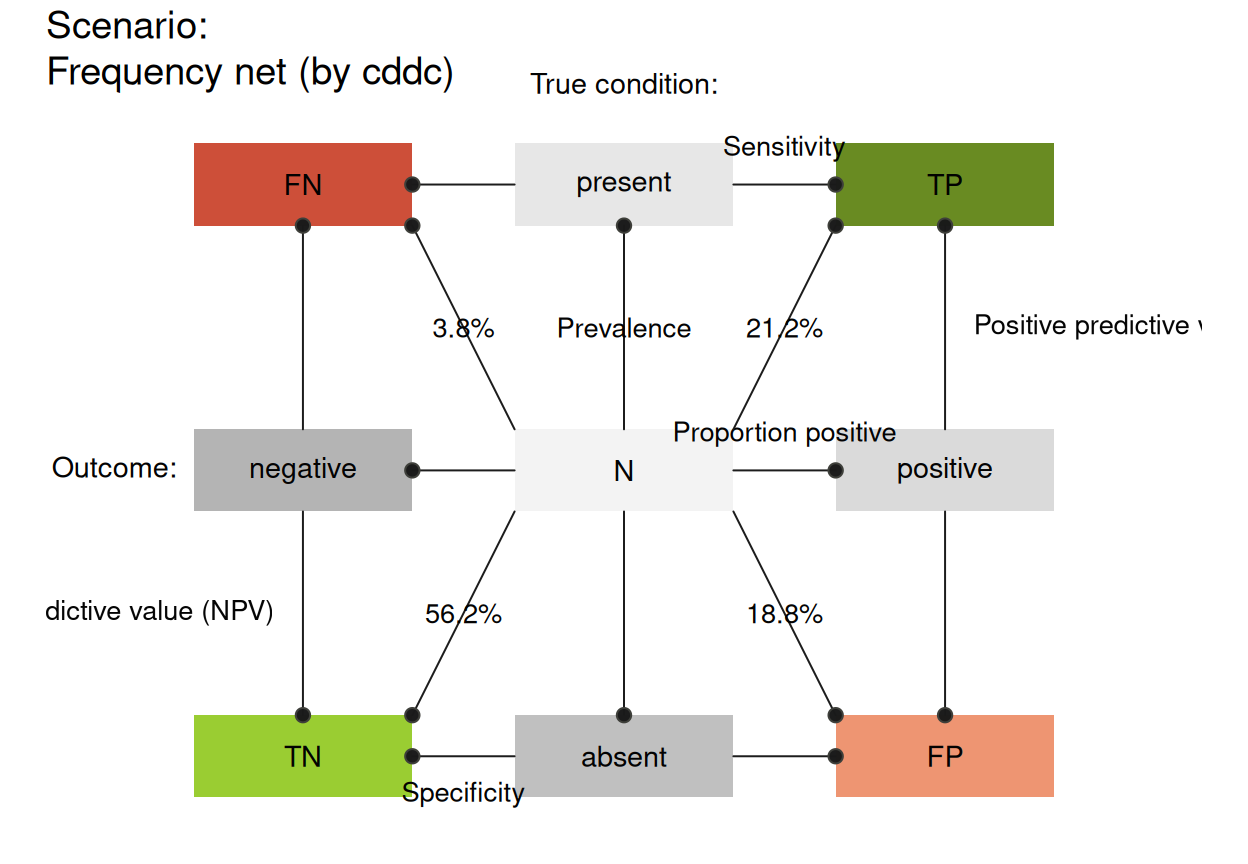 Scenario:
Frequency net (by cddc)
True condition:
Sensitivity
FN
present
TP
3.8%
Prevalence
21.2%
Positive predictive
Proportion positive
Outcome:
negative
N
positive
dictive value (NPV)
56.2%
18.8%
TN
absent
FP
Specificity